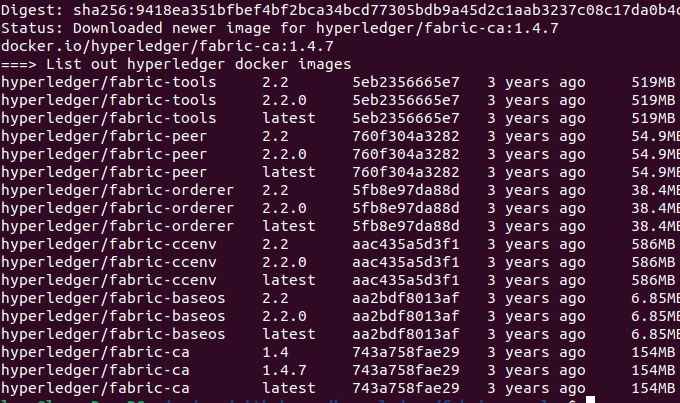 Digest: sha256:9418ea351bfbef4bf2bca34bcd77305bdb9a45d2c1aab3237c08c17da0b4c
Status: Downloaded newer image for hyperledger/fabric-ca:1.4.7
docker.io/hyperledger/fabric-ca:1.4.7
===> List out hyperledger docker images
hyperledger/fabric-tools 2.2 5eb2356665e7 3 years ago 519MB
hyperledger/fabric-tools 2.2.0 5eb2356665e7 3 years ago 519MB
hyperledger/fabric-tools latest 5eb2356665e7 3 years ago 519MB
hyperledger/fabric-peer 2.2 760f304a3282 3 years ago 54.9MB
hyperledger/fabric-peer 2.2.0 760f304a3282 3 years ago 54.9MB
hyperledger/fabric-peer latest 760f304a3282 3 years ago 54.9MB
hyperledger/fabric-orderer 2.2 5fb8e97da88d 3 years ago 38.4MB
hyperledger/fabric-orderer 2.2.0 5fb8e97da88d 3 years ago 38.4MB
hyperledger/fabric-orderer latest 5fb8e97da88d 3 years ago 38.4MB
hyperledger/fabric-ccenv 2.2 aac435a5d3f1 3 years ago 586MB
hyperledger/fabric-ccenv 2.2.0 aac435a5d3f1 3 years ago 586MB
hyperledger/fabric-ccenv latest aac435a5d3f1 3 years ago 586MB
hyperledger/fabric-baseos 2.2 aa2bdf8013af 3 years ago 6.85MB
hyperledger/fabric-baseos 2.2.0 aa2bdf8013af 3 years ago 6.85MB
hyperledger/fabric-baseos latest aa2bdf8013af 3 years ago 6.85MB
hyperledger/fabric-ca 1.4 743a758fae29 3 years ago 154MB
hyperledger/fabric-ca 1.4.7 743a758fae29 3 years ago 154MB
hyperledger/fabric-ca latest 743a758fae29 3 years ago 154MB